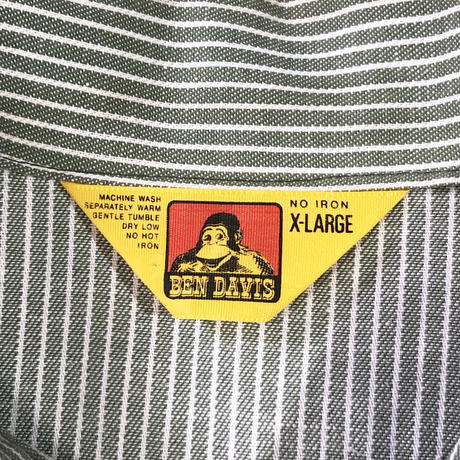 MACHINE WASH
SEPARATELY WARM
GENTLE TUMBLE
DRY LOW
NO HOT
IRON
BEN DAVIS
NO IRON
X-LARGE